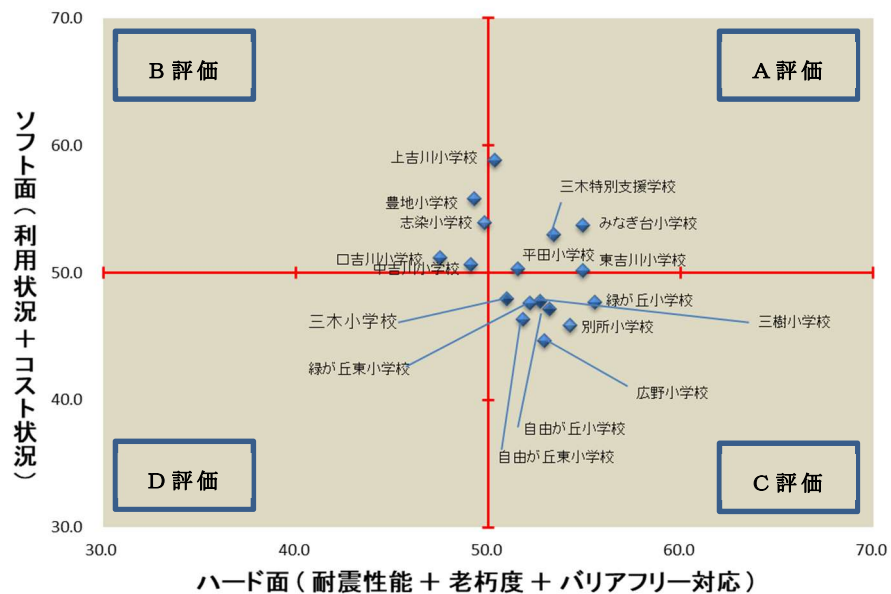 70.0
B 評価
A 評価
60.0
上吉川小学校
三木特別支援学校
豊地小学校
志染小学校
みなぎ台小学校
口吉川小学校
中吉川小学校
平田小学校
東吉川小学校
50.0
三木小学校
緑が丘小学校
別所小学校
三樹小学校
緑が丘東小学校
広野小学校
40.0
自由が丘小学校
自由が丘東小学校
D 評価
C 評価
30.0
30.0 40.0 50.0 60.0 70.0
ソフト面(利用状況+コスト状況)
ハード面(耐震性能+老朽度+バリアフリー対応)